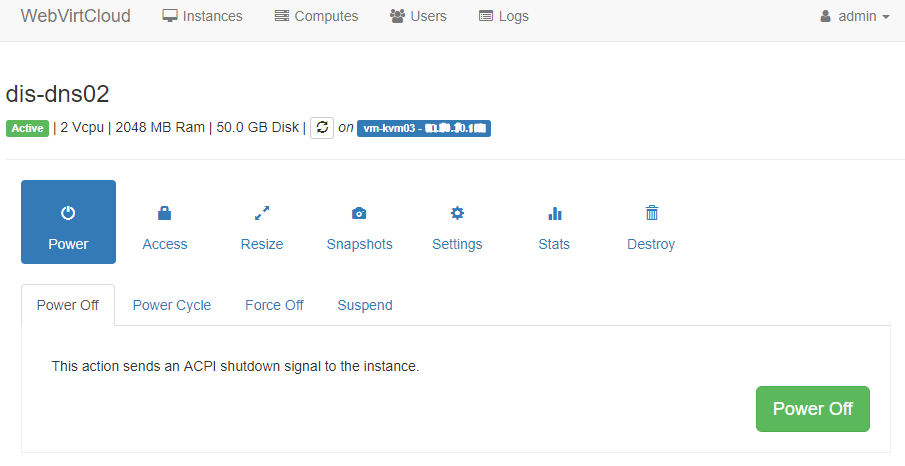 WebVirtCloud Instances Computes Users Logs admin
dis-dns02
Active | 2 Vcpu | 2048 MB Ram | 50.0 GB Disk | on vm-kvm03 -
Power Access Resize Snapshots Settings Stats Destroy
Power Off Power Cycle Force Off Suspend
This action sends an ACPI shutdown signal to the instance.
Power Off